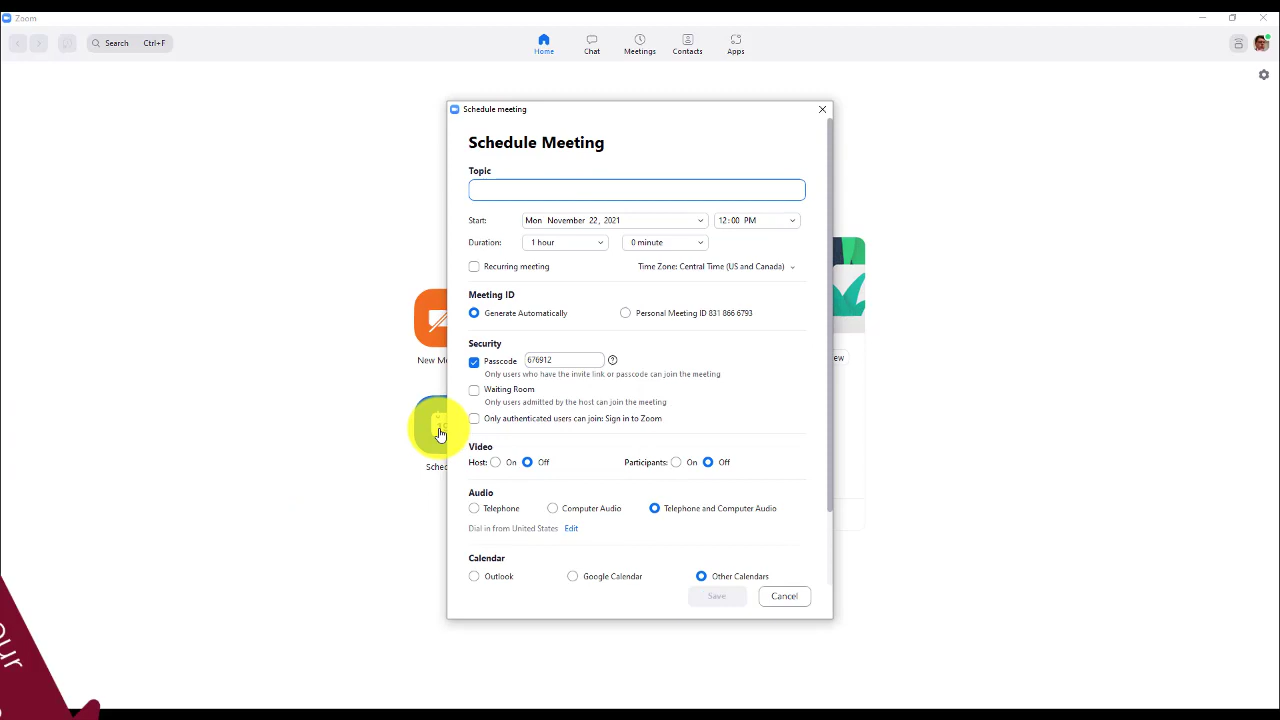 Zoom
Search Ctrl+F
Home
Chat
Meetings
Contacts
Apps
Schedule meeting
Schedule Meeting
Topic
Start: Mon November 22, 2021 12:00 PM
Duration: 1 hour 0 minute
Recurring meeting Time Zone: Central Time (US and Canada)
Meeting ID
Generate Automatically Personal Meeting ID 831 866 6793
Security
Passcode 676912
Only users who have the invite link or passcode can join the meeting
Waiting Room
Only users admitted by the host can join the meeting
Only authenticated users can join: Sign in to Zoom
Video
Host: On Off Participants: On Off
Audio
Telephone Computer Audio Telephone and Computer Audio
Dial in from United States Edit
Calendar
Outlook Google Calendar Other Calendars
Save Cancel
New M
Sched
ew
our